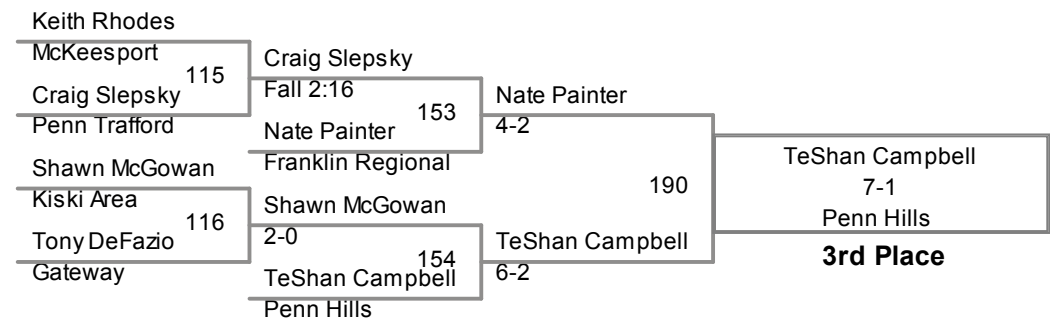 Keith Rhodes
McKeesport
115
Craig Slepsky
Penn Trafford
Shawn McGowan
Kiski Area
116
Tony DeFazio
Gateway
Craig Slepsky
Fall 2:16
153
Nate Painter
Franklin Regional
Shawn McGowan
2-0
154
TeShan Campbell
Penn Hills
Nate Painter
4-2
190
TeShan Campbell
6-2
TeShan Campbell
7-1
Penn Hills
3rd Place